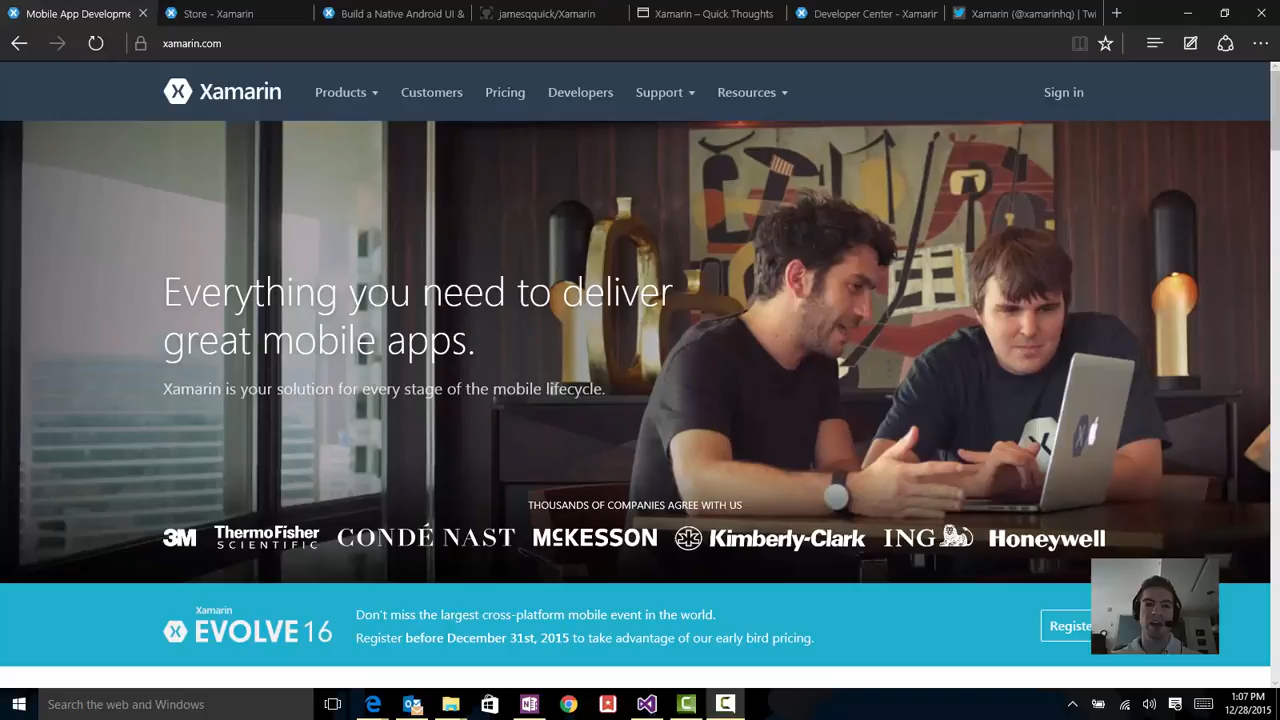 Mobile App Developme
Store - Xamarin
Build a Native Android UI &
jamesqquick/Xamarin
Xamarin – Quick Thoughts
Developer Center - Xamarin
Xamarin (@xamarinhq) | Twi
xamarin.com
Xamarin
Products
Customers
Pricing
Developers
Support
Resources
Sign in
Everything you need to deliver
great mobile apps.
Xamarin is your solution for every stage of the mobile lifecycle.
THOUSANDS OF COMPANIES AGREE WITH US
3M
ThermoFisher
SCIENTIFIC
CONDÉ NAST
MCKESSON
Kimberly-Clark
ING
Honeywell
Xamarin
EVOLVE 16
Don't miss the largest cross-platform mobile event in the world.
Register before December 31st, 2015 to take advantage of our early bird pricing.
Registe
Search the web and Windows
1:07 PM
12/28/2015